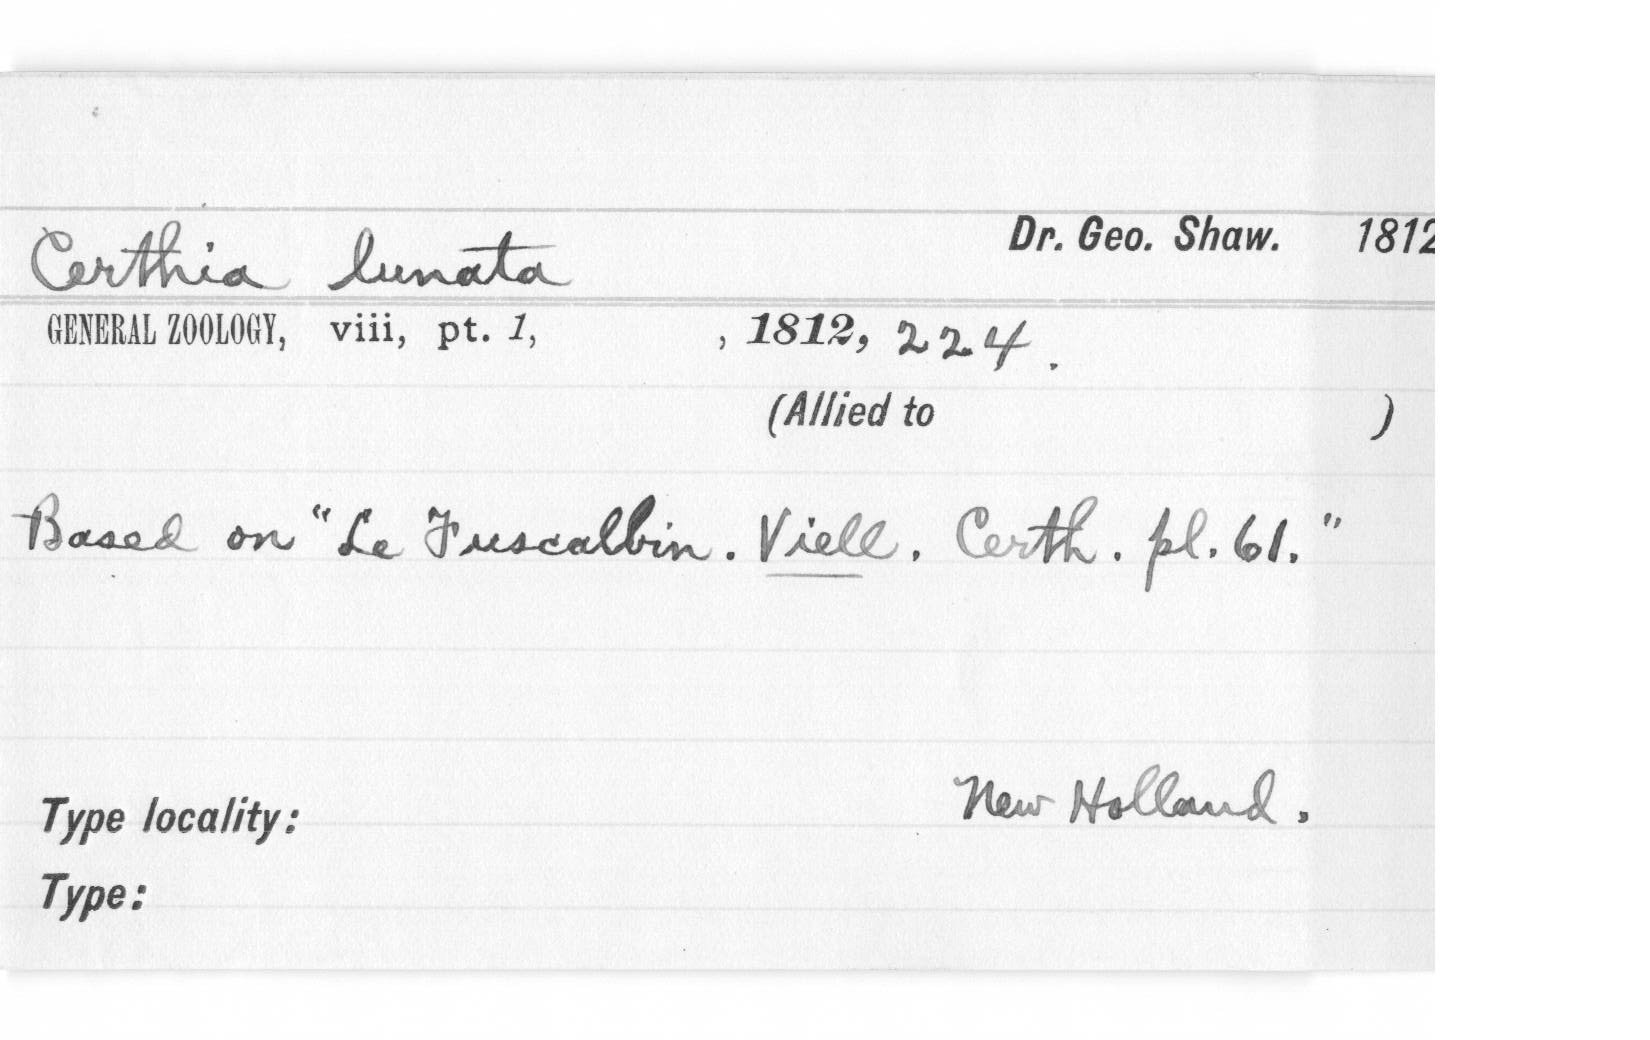 Certhia lunata Dr. Geo. Shaw. 1812
GENERAL ZOOLOGY, viii, pt. 1, , 1812, 224.
(Allied to )
Based on "Le Fuscalbin. Viell. Certh. pl. 61."
New Holland.
Type locality:
Type: